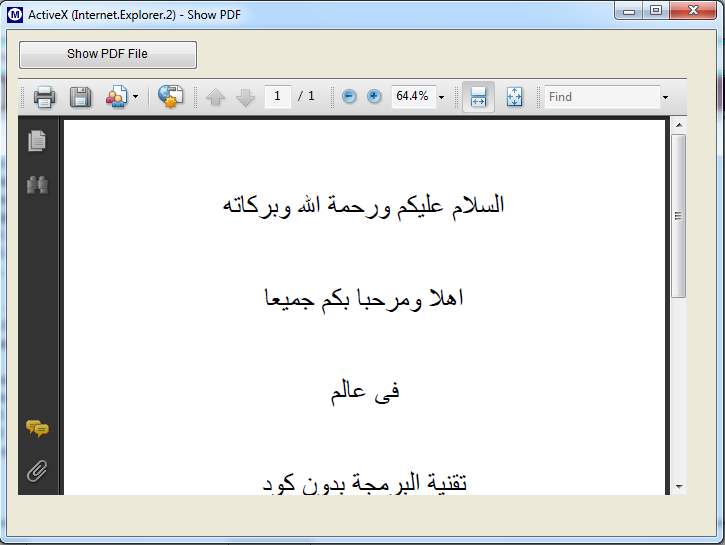 ActiveX (Internet.Explorer.2) - Show PDF
Show PDF File
1 / 1 64.4% Find
السلام عليكم ورحمة الله وبركاته
اهلا ومرحبا بكم جميعا
فى عالم
تقنية البرمجة بدون كود